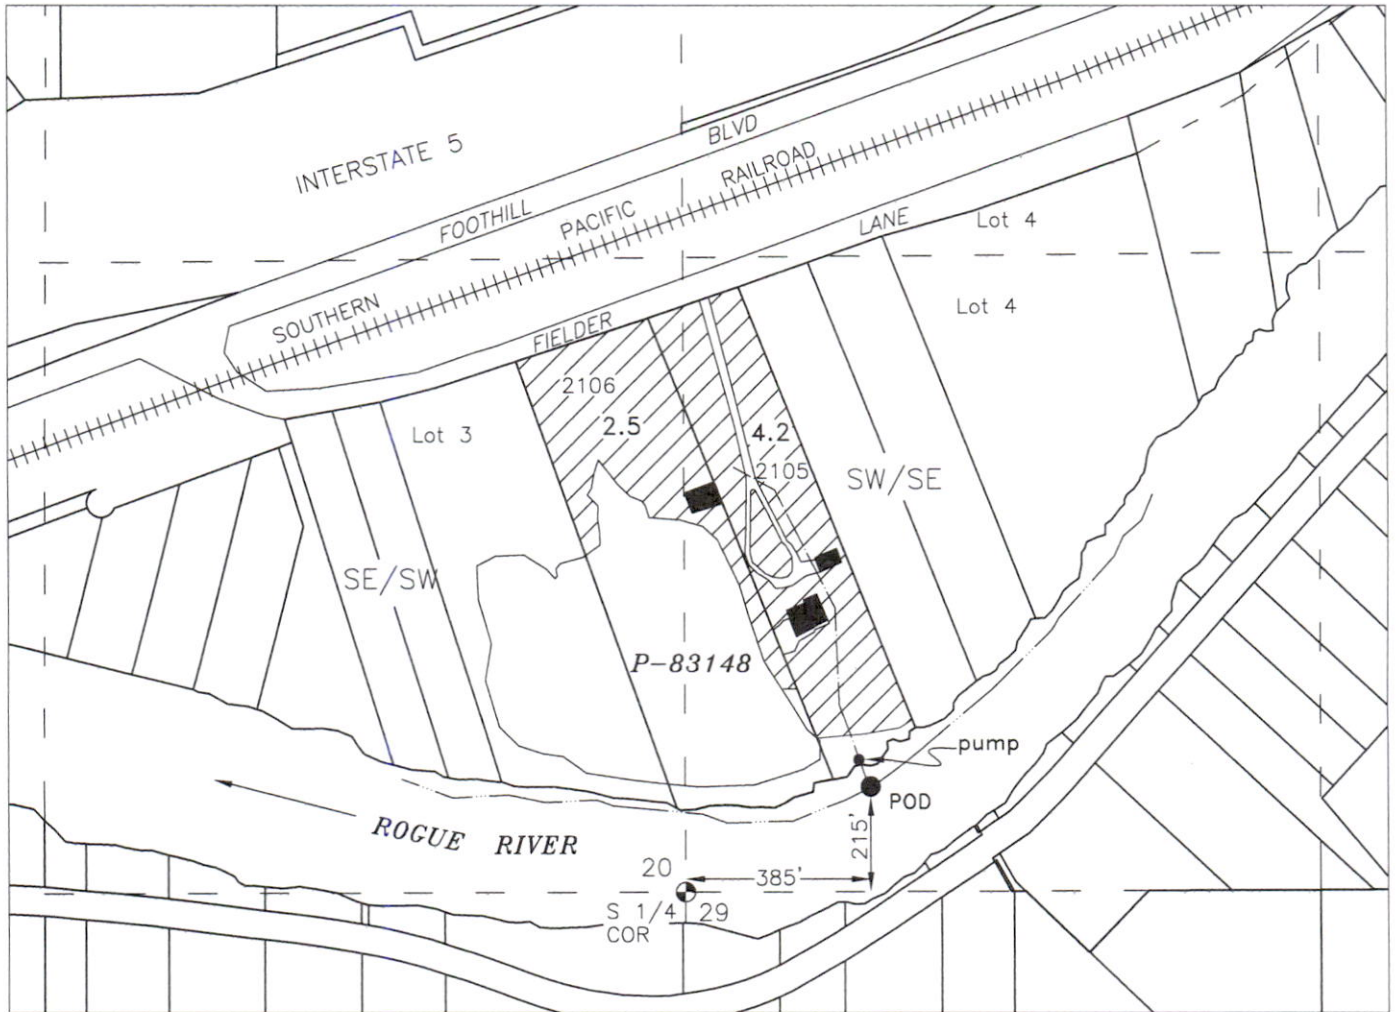 INTERSTATE 5
FOOTHILL BLVD
SOUTHERN PACIFIC RAILROAD
FIELDER LANE
Lot 4
Lot 4
2106
2.5
4.2
2105
Lot 3
SW/SE
SE/SW
P-83148
pump
POD
ROGUE RIVER
215'
385'
20
S 1/4 29
COR